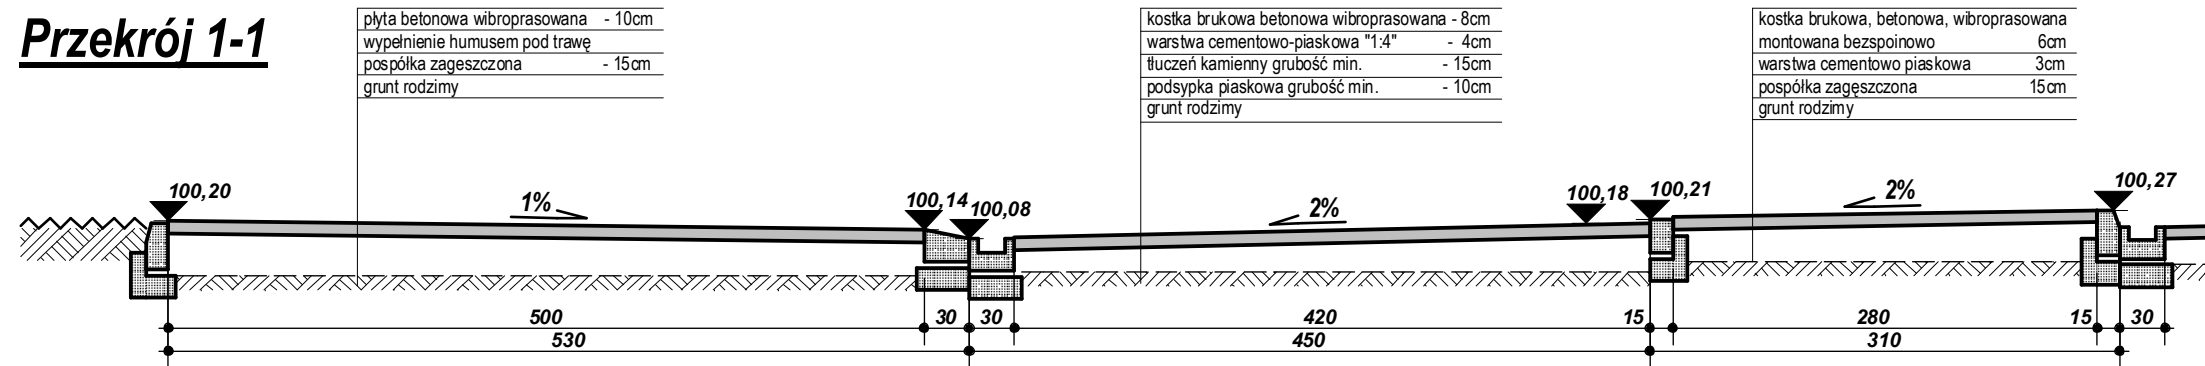 Przekrój 1-1
płyta betonowa wibroprasowana - 10cm
wypełnienie humusem pod trawę
pospółka zageszczona - 15cm
grunt rodzimy
kostka brukowa betonowa wibroprasowana - 8cm
warstwa cementowo-piaskowa "1:4" - 4cm
tłuczeń kamienny grubość min. - 15cm
podsypka piaskowa grubość min. - 10cm
grunt rodzimy
kostka brukowa, betonowa, wibroprasowana
montowana bezspoinowo 6cm
warstwa cementowo piaskowa 3cm
pospółka zagęszczona 15cm
grunt rodzimy
100,20 1% 100,14 100,08 2% 100,18 100,21 2% 100,27
500 30 30 420 15 280 15 30
530 450 310